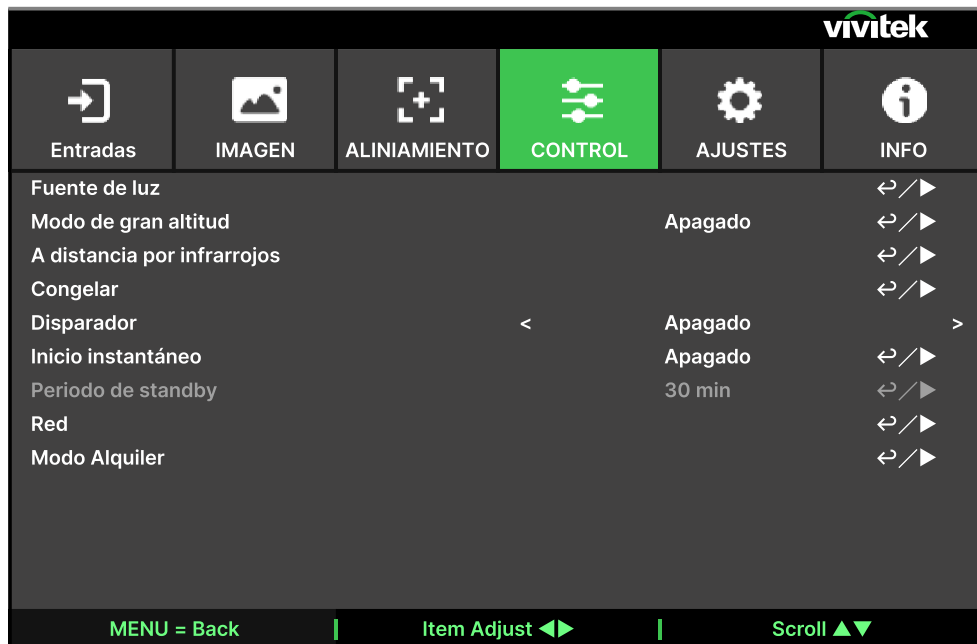 vivitek
Entradas IMAGEN ALINIAMIENTO CONTROL AJUSTES INFO
Fuente de luz ↩/▶
Modo de gran altitud Apagado ↩/▶
A distancia por infrarrojos ↩/▶
Congelar ↩/▶
Disparador < Apagado >
Inicio instantáneo Apagado ↩/▶
Periodo de standby 30 min ↩/▶
Red ↩/▶
Modo Alquiler ↩/▶
MENU = Back | Item Adjust ◀▶ | Scroll ▲▼